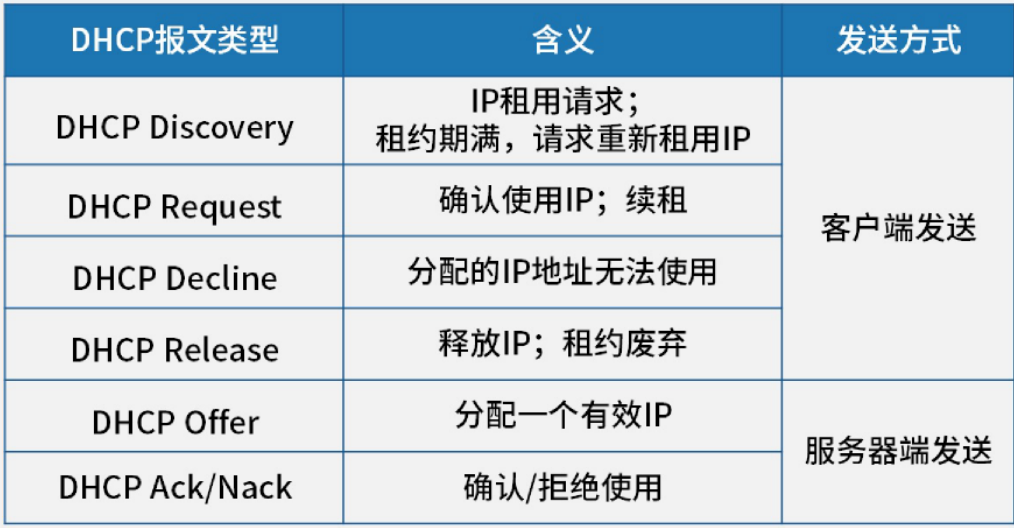 DHCP报文类型 含义 发送方式
DHCP Discovery IP租用请求；
租约期满，请求重新租用IP
DHCP Request 确认使用IP；续租
客户端发送
DHCP Decline 分配的IP地址无法使用
DHCP Release 释放IP；租约废弃
DHCP Offer 分配一个有效IP
服务器端发送
DHCP Ack/Nack 确认/拒绝使用